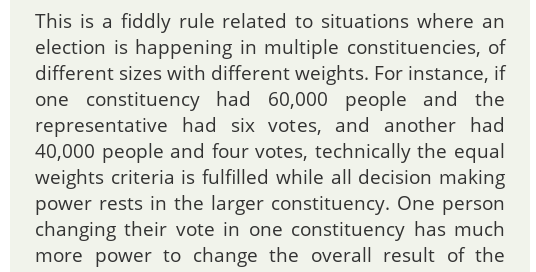 This is a fiddly rule related to situations where an
election is happening in multiple constituencies, of
different sizes with different weights. For instance, if
one constituency had 60,000 people and the
representative had six votes, and another had
40,000 people and four votes, technically the equal
weights criteria is fulfilled while all decision making
power rests in the larger constituency. One person
changing their vote in one constituency has much
more power to change the overall result of the